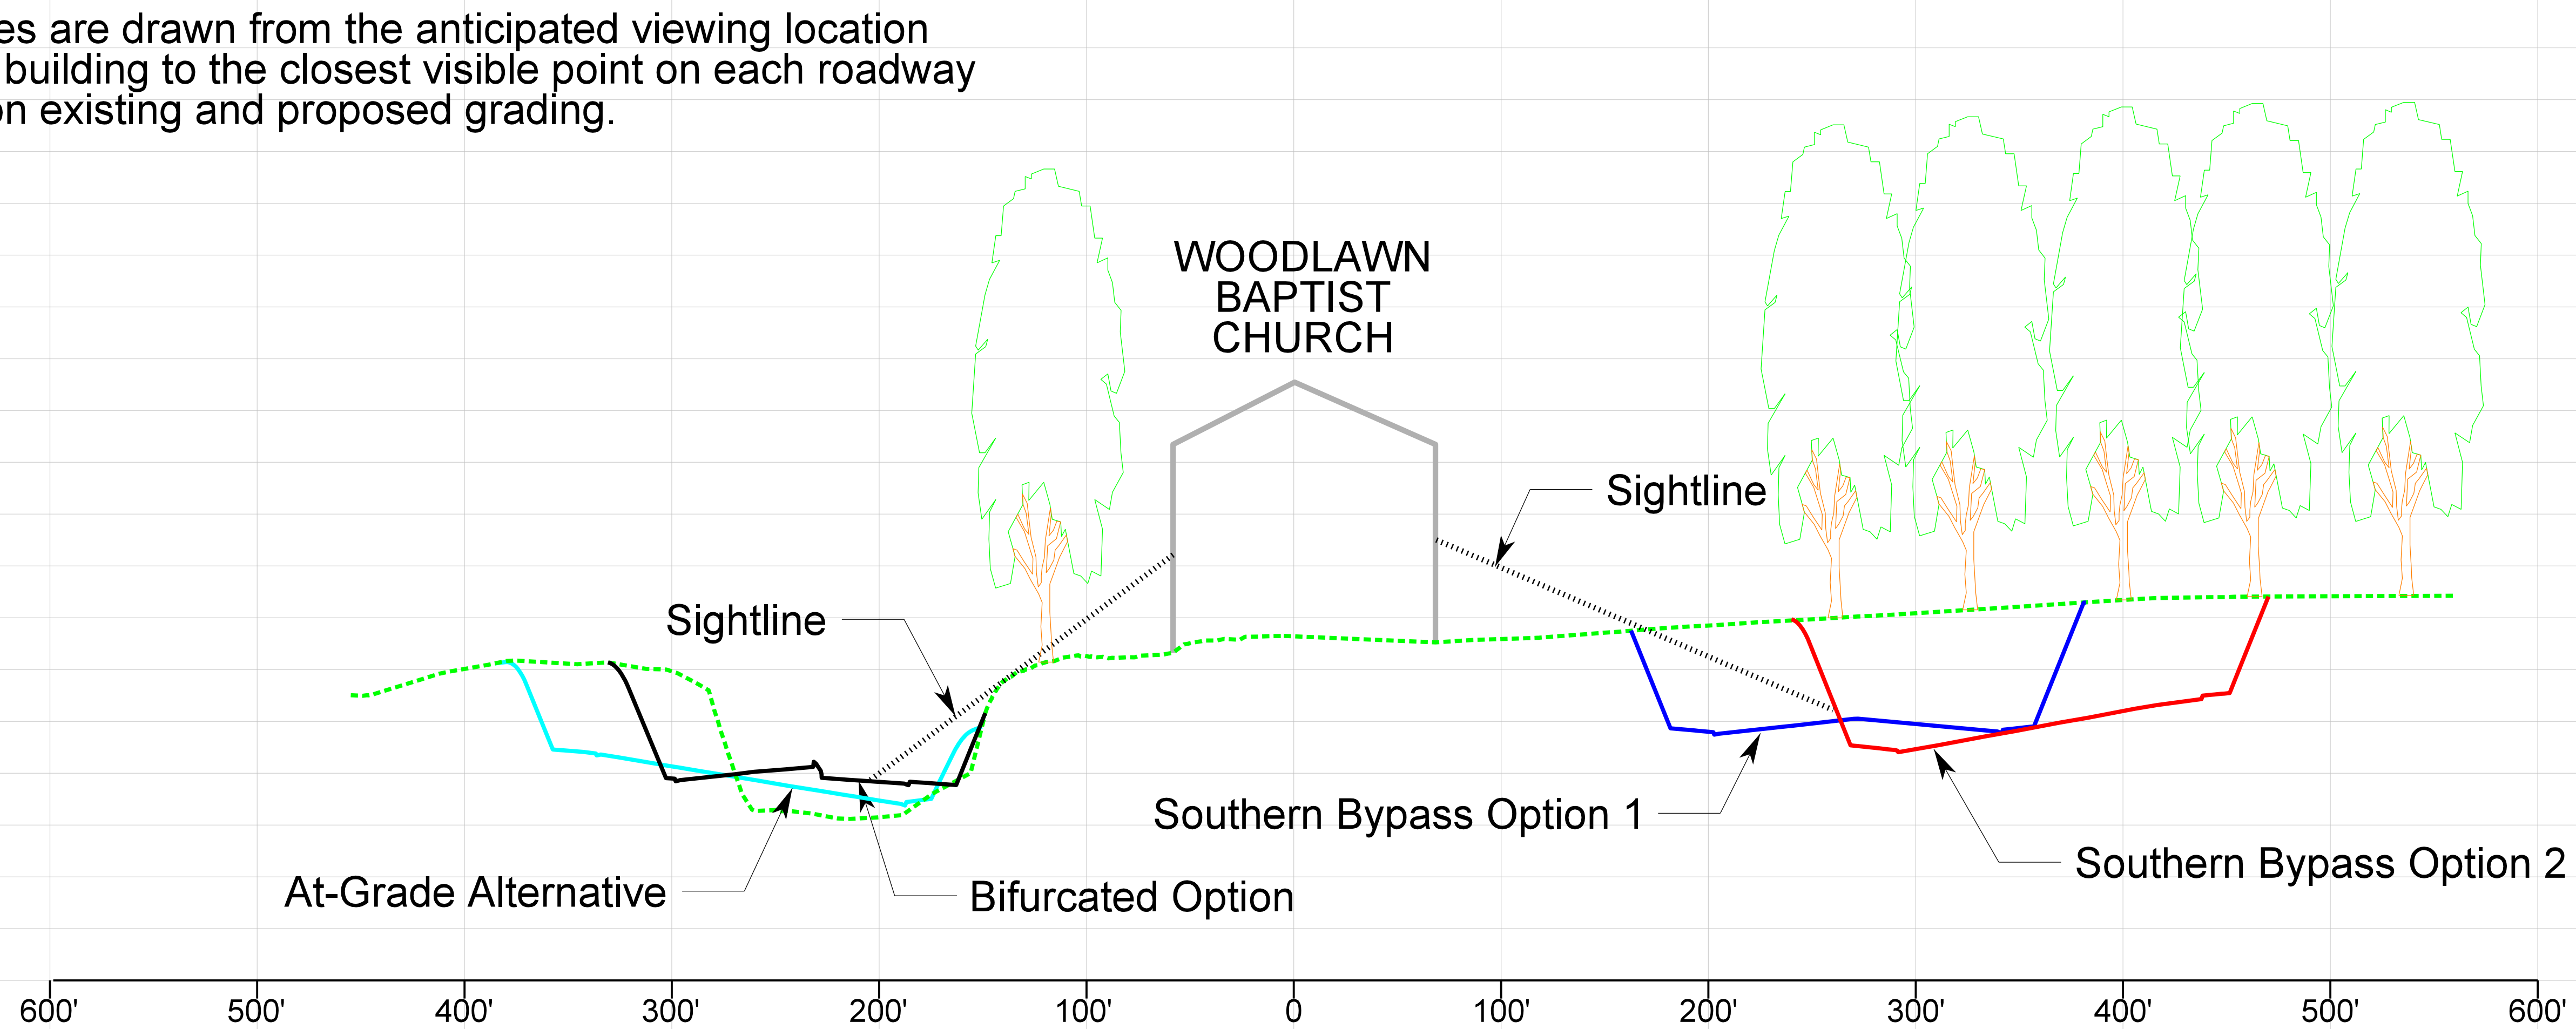 es are drawn from the anticipated viewing location
building to the closest visible point on each roadway
on existing and proposed grading.
WOODLAWN
BAPTIST
CHURCH
Sightline
Sightline
Southern Bypass Option 1
Southern Bypass Option 2
At-Grade Alternative
Bifurcated Option
600' 500' 400' 300' 200' 100' 0 100' 200' 300' 400' 500' 600'